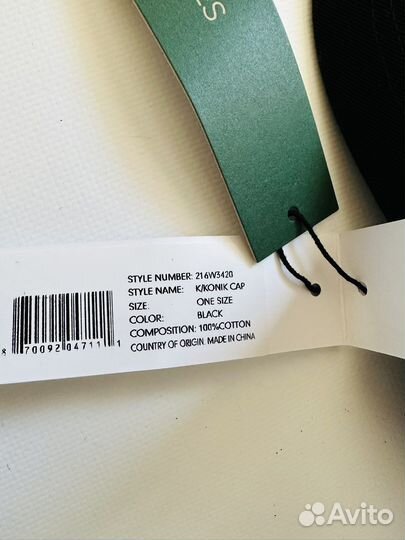 STYLE NUMBER: 216W3420
STYLE NAME: K/KONIK CAP
SIZE: ONE SIZE
COLOR: BLACK
COMPOSITION: 100%COTTON
COUNTRY OF ORIGIN. MADE IN CHINA
8 70092 04711 1
Avito